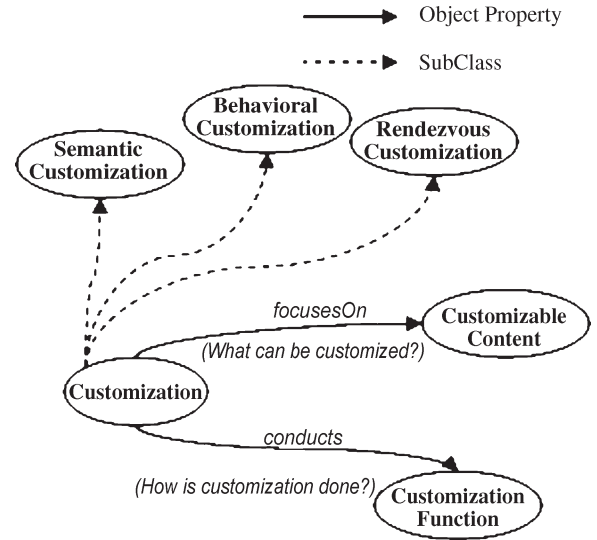 Object Property
SubClass
Behavioral
Customization
Rendezvous
Customization
Semantic
Customization
focusesOn
Customizable
Content
(What can be customized?)
Customization
conducts
(How is customization done?)
Customization
Function